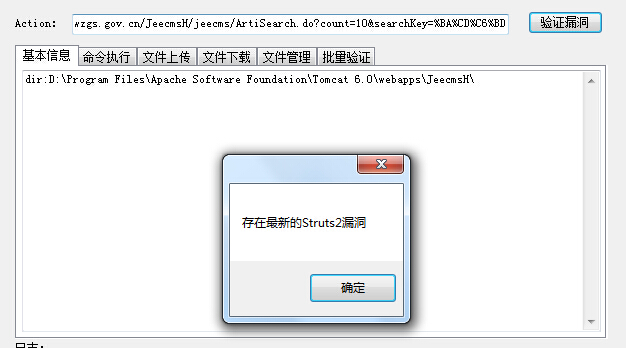 Action: wzgs.gov.cn/JeecmsH/jeecms/ArtiSearch.do?count=10&searchKey=%BA%CD%C6%BD 验证漏洞
基本信息 命令执行 文件上传 文件下载 文件管理 批量验证
dir:D:\Program Files\Apache Software Foundation\Tomcat 6.0\webapps\JeecmsH\
存在最新的Struts2漏洞
确定